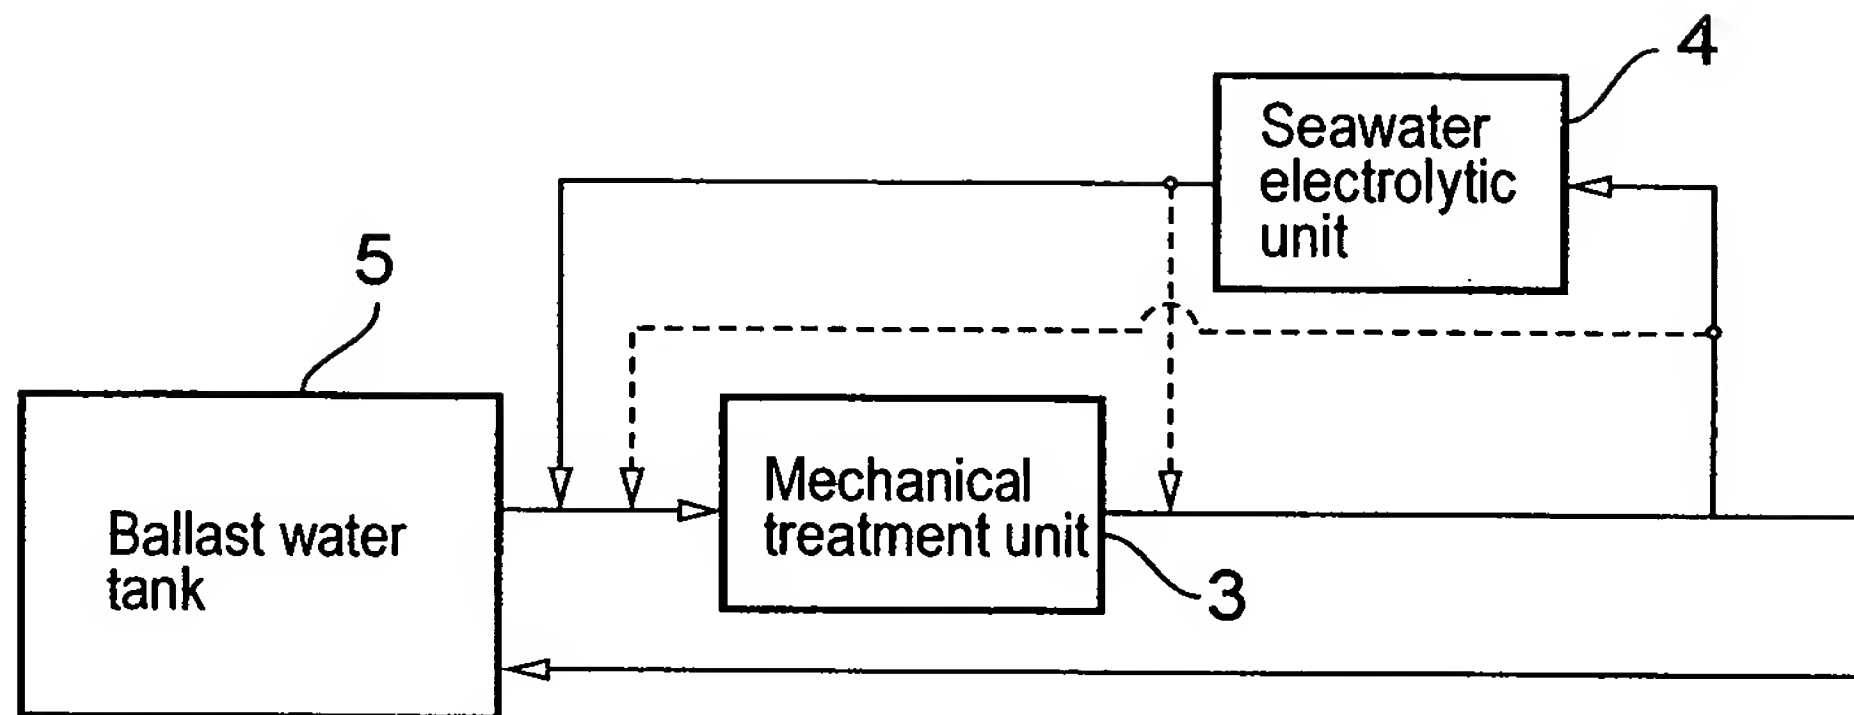 4
Seawater
electrolytic
unit
5
Mechanical
treatment unit
Ballast water
tank
3